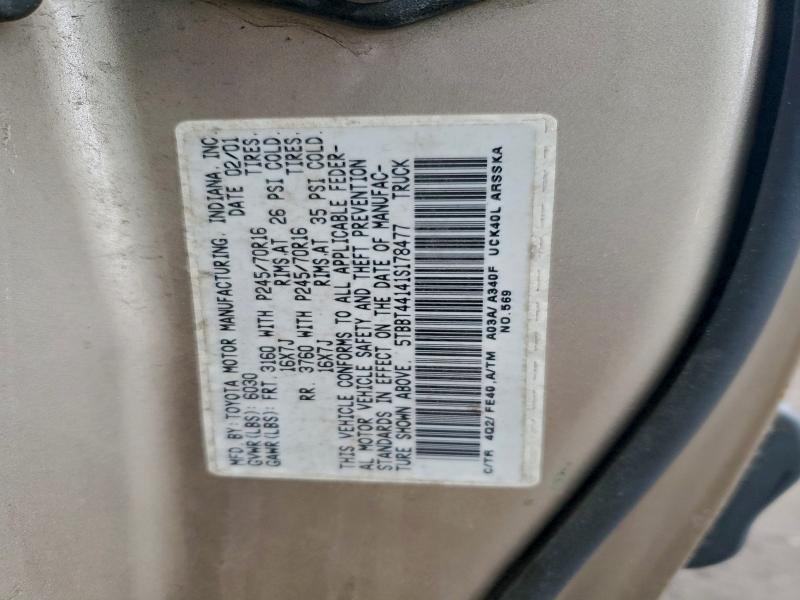 MFD. BY: TOYOTA MOTOR MANUFACTURING, INDIANA, INC.
GVWR (LBS): 6030 DATE 02/01
GAWR (LBS): FRT. 3160 WITH P245/70R16 TIRES,
16X7J RIMS, AT 26 PSI COLD.
RR. 3760 WITH P245/70R16 TIRES,
16X7J RIMS, AT 35 PSI COLD.
THIS VEHICLE CONFORMS TO ALL APPLICABLE FEDER-
AL MOTOR VEHICLE SAFETY AND THEFT PREVENTION
STANDARDS IN EFFECT ON THE DATE OF MANUFAC-
TURE SHOWN ABOVE. 5TBBT44141S178477 TRUCK
C/TR 4Q2/ FE40 ,A/TM A03A/ A340F UCK40L ARSSKA
NO.569